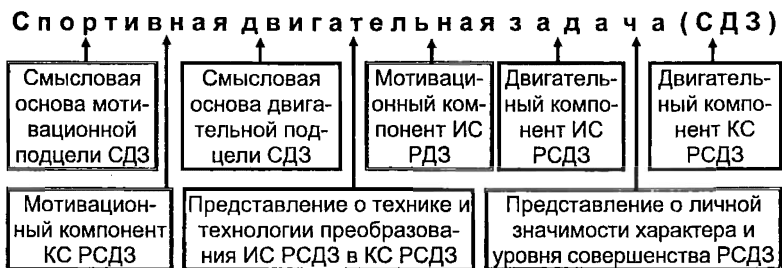 Спортивная двигательная задача (СДЗ)
Смысловая
основа моти-
вационной
подцели СДЗ
Смысловая
основа двига-
тельной под-
цели СДЗ
Мотиваци-
онный ком-
понент ИС
РДЗ
Двигатель-
ный компо-
нент ИС
РСДЗ
Двигатель-
ный компо-
нент КС
РСДЗ
Мотивацион-
ный компонент
КС РСДЗ
Представление о технике и
технологии преобразова-
ния ИС РСДЗ в КС РСДЗ
Представление о личной
значимости характера и
уровня совершенства РСДЗ